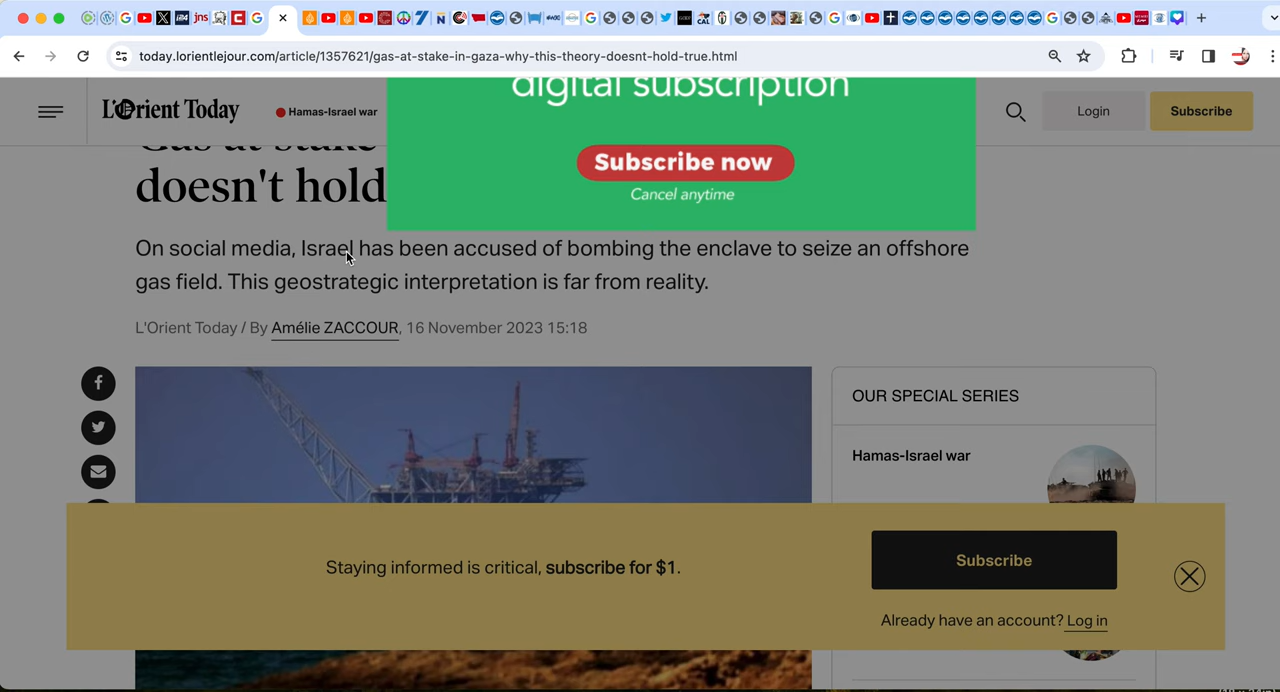 today.lorientlejour.com/article/1357621/gas-at-stake-in-gaza-why-this-theory-doesnt-hold-true.html
digital subscription
L'Orient Today
Hamas-Israel war
Login
Subscribe
Gas at stake
Subscribe now
doesn't hold
Cancel anytime
On social media, Israel has been accused of bombing the enclave to seize an offshore
gas field. This geostrategic interpretation is far from reality.
L'Orient Today / By Amélie ZACCOUR, 16 November 2023 15:18
OUR SPECIAL SERIES
Hamas-Israel war
Staying informed is critical, subscribe for $1.
Subscribe
Already have an account? Log in